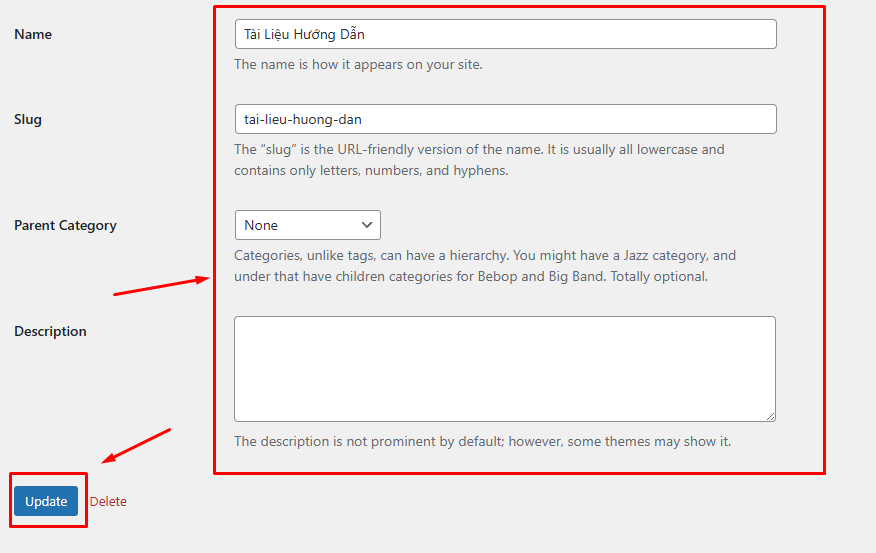 Name
Tài Liệu Hướng Dẫn
The name is how it appears on your site.
Slug
tai-lieu-huong-dan
The “slug” is the URL-friendly version of the name. It is usually all lowercase and
contains only letters, numbers, and hyphens.
Parent Category
None
Categories, unlike tags, can have a hierarchy. You might have a Jazz category, and
under that have children categories for Bebop and Big Band. Totally optional.
Description
The description is not prominent by default; however, some themes may show it.
Update
Delete